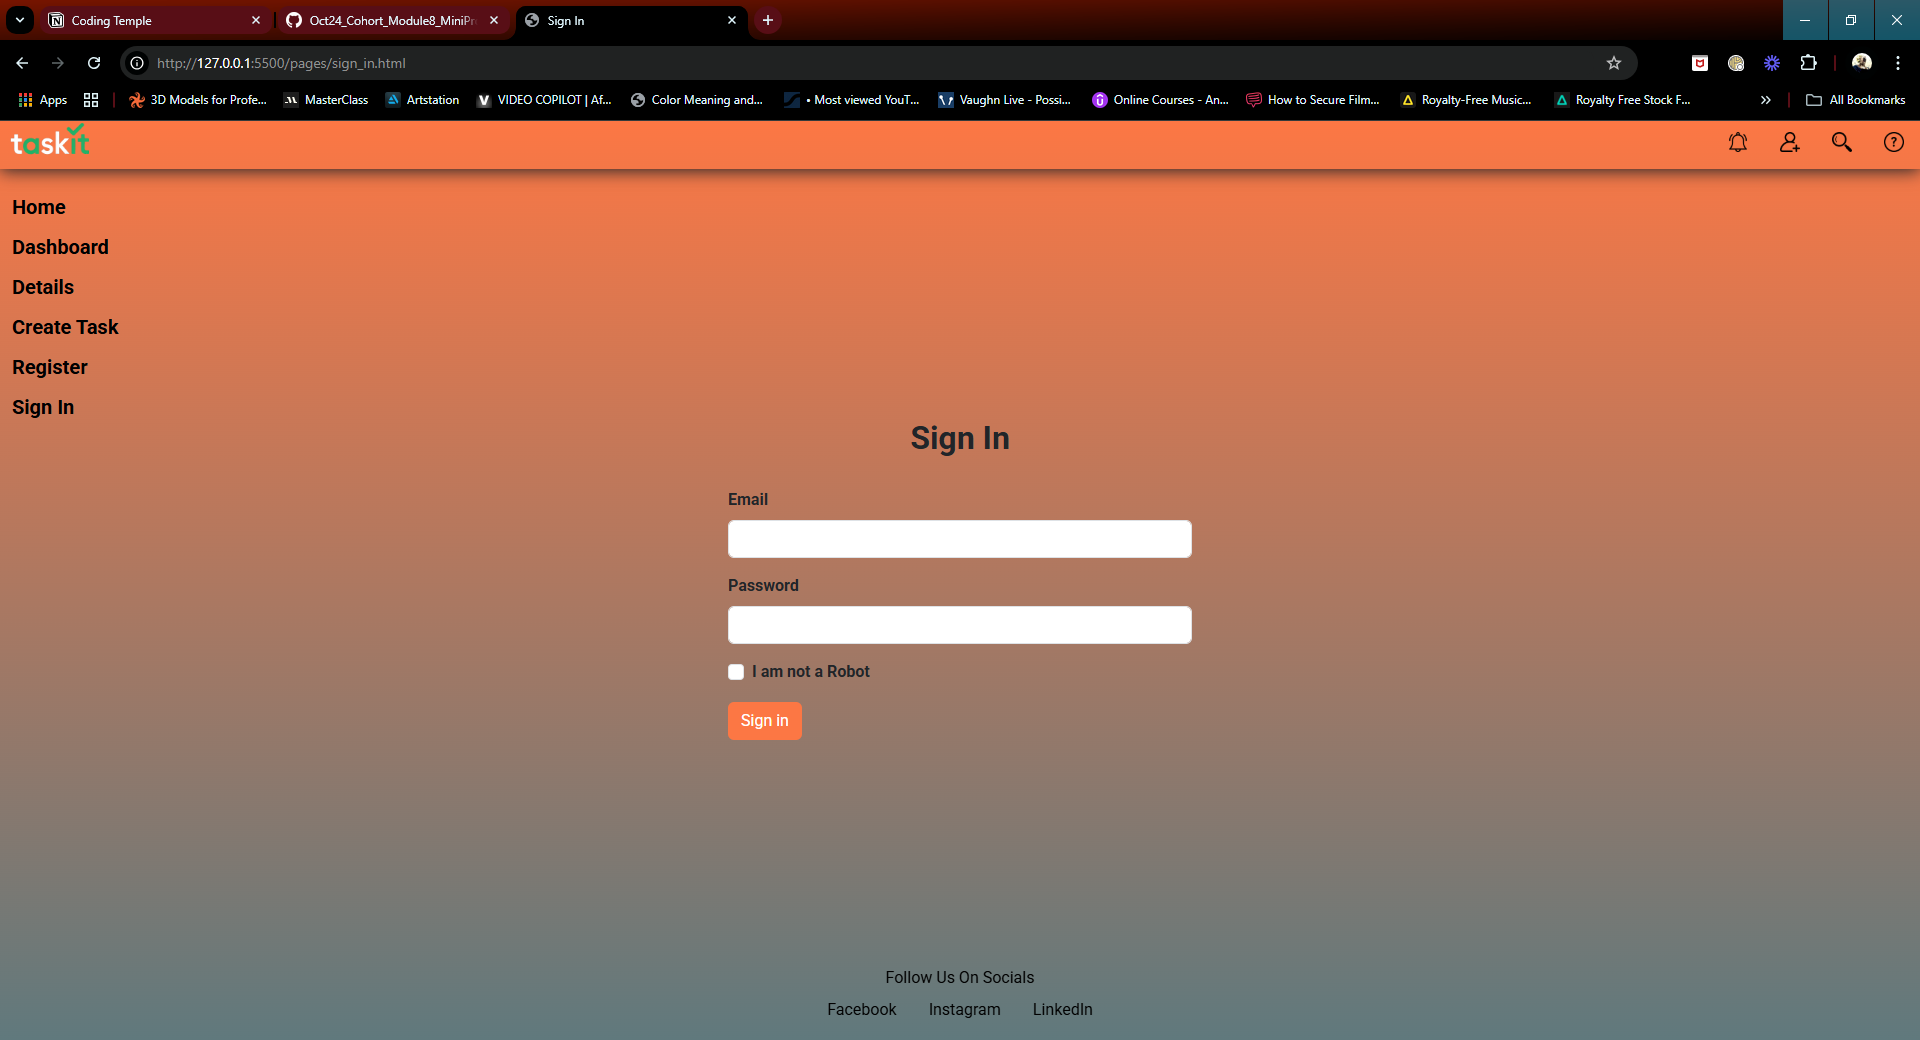 Coding Temple
Oct24_Cohort_Module8_MiniPr
Sign In
http://127.0.0.1:5500/pages/sign_in.html
Apps
3D Models for Profe...
MasterClass
Artstation
VIDEO COPILOT | Af...
Color Meaning and...
• Most viewed YouT...
Vaughn Live - Possi...
Online Courses - An...
How to Secure Film...
Royalty-Free Music...
Royalty Free Stock F...
All Bookmarks
taskit
Home
Dashboard
Details
Create Task
Register
Sign In
Sign In
Email
Password
I am not a Robot
Sign in
Follow Us On Socials
Facebook Instagram LinkedIn